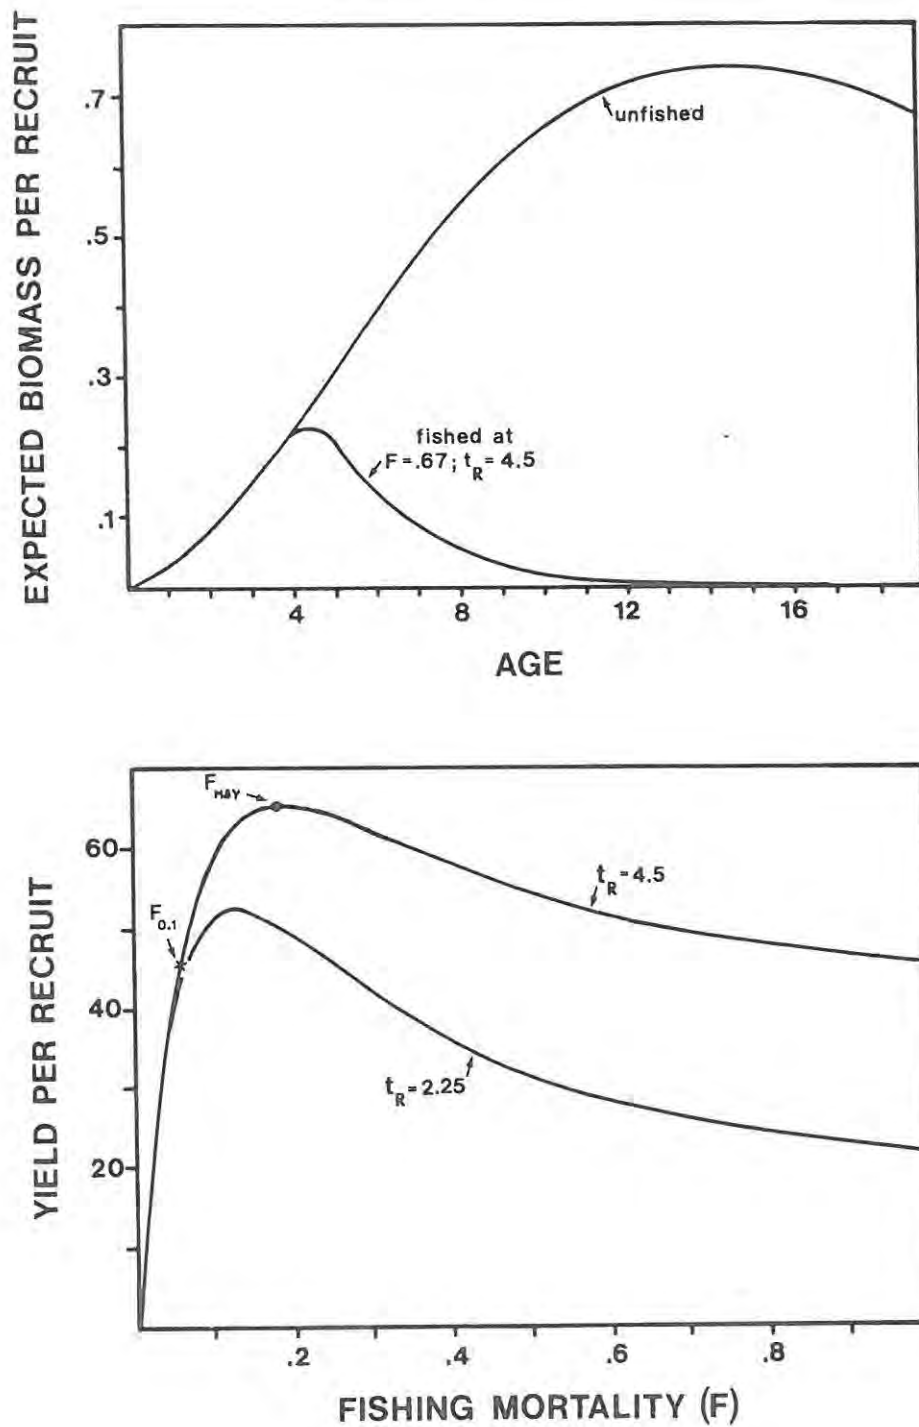 EXPECTED BIOMASS PER RECRUIT
.7
.5
.3
.1
unfished
fished at
F = .67; tR = 4.5
4
8
12
16
AGE
YIELD PER RECRUIT
60
40
20
FMSY
F0.1
tR = 4.5
tR = 2.25
.2
.4
.6
.8
FISHING MORTALITY (F)